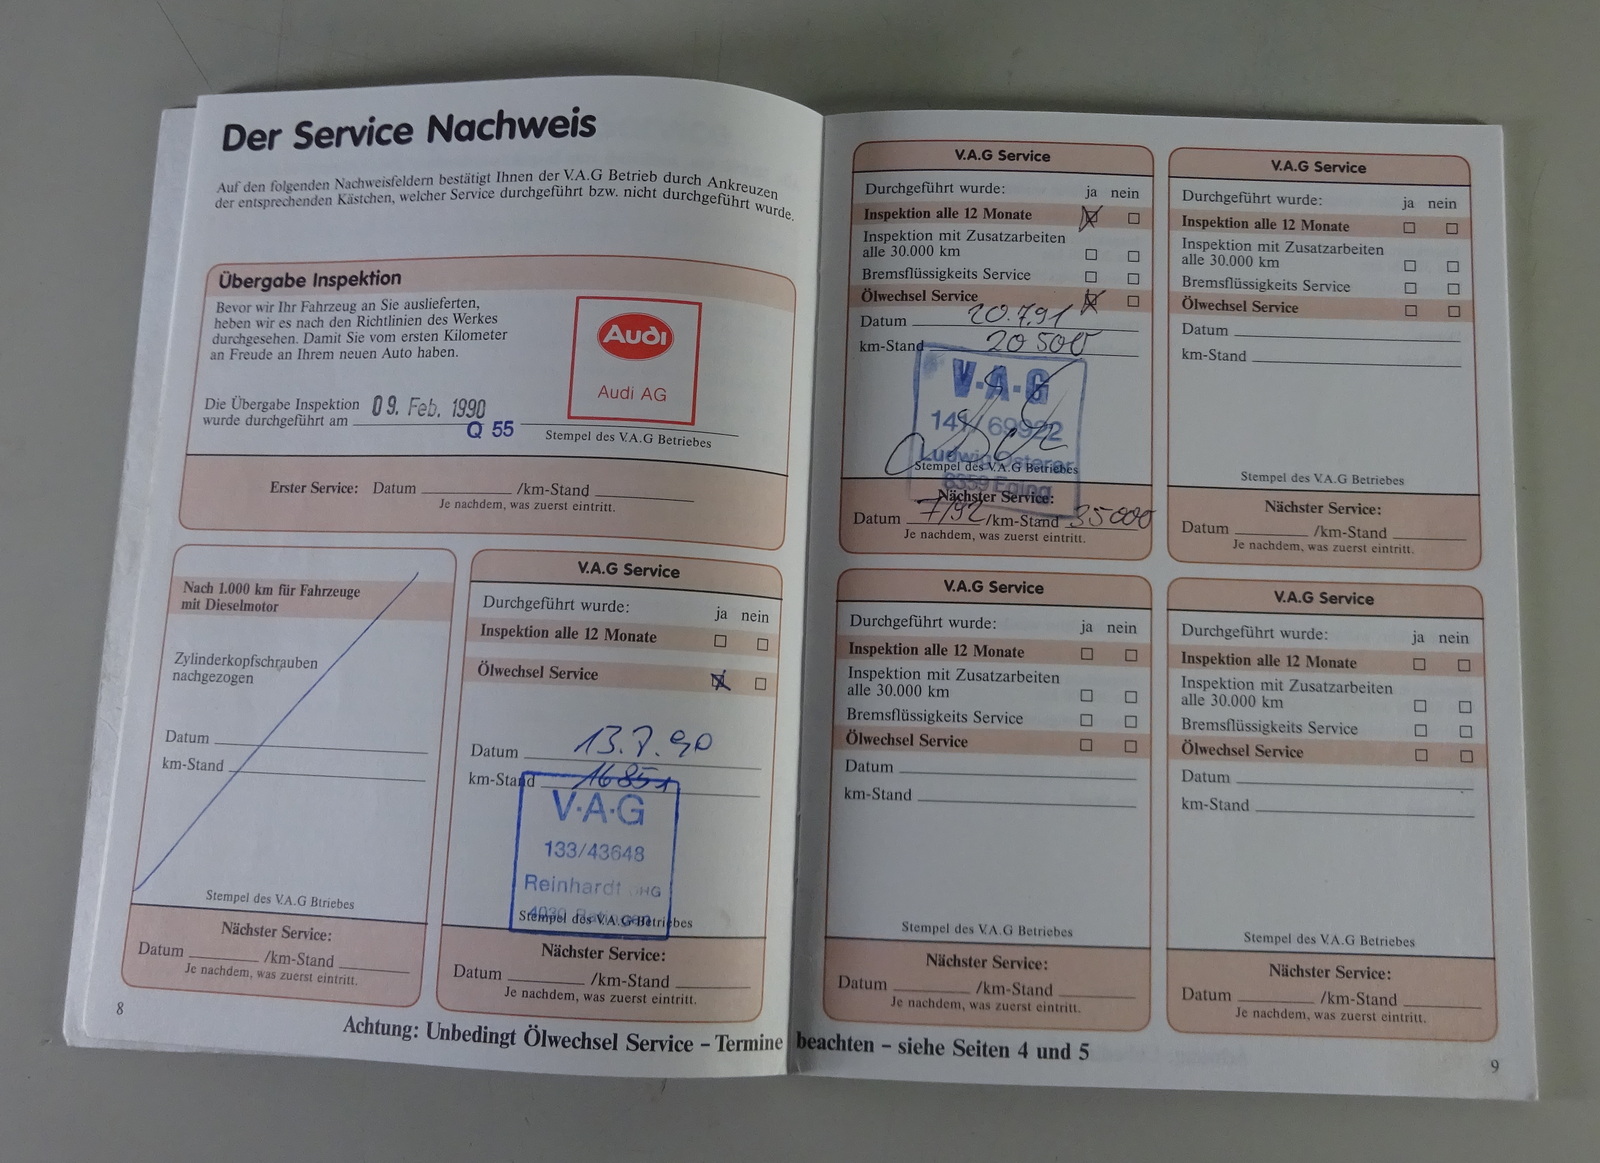 Der Service Nachweis
Auf den folgenden Nachweisfeldern bestätigt Ihnen der V.A.G Betrieb durch Ankreuzen
der entsprechenden Kästchen, welcher Service durchgeführt bzw. nicht durchgeführt wurde.
Übergabe Inspektion
Bevor wir Ihr Fahrzeug an Sie auslieferten,
heben wir es nach den Richtlinien des Werkes
durchgesehen. Damit Sie vom ersten Kilometer
an Freude an Ihrem neuen Auto haben.
Audi
Audi AG
Die Übergabe Inspektion
wurde durchgeführt am
09. Feb. 1990
Q 55
Stempel des V.A.G Betriebes
Erster Service: Datum /km-Stand
Je nachdem, was zuerst eintritt.
Nach 1.000 km für Fahrzeuge
mit Dieselmotor
Zylinderkopfschrauben
nachgezogen
Datum
km-Stand
Stempel des V.A.G Btriebes
Nächster Service:
Datum /km-Stand
Je nachdem, was zuerst eintritt.
8
V.A.G Service
Durchgeführt wurde: ja nein
Inspektion alle 12 Monate
Ölwechsel Service
Datum 13.7.90
km-Stand 16851
V·A·G
133/43648
Reinhardt OHG
Stempel des V.A.G Betriebes
Nächster Service:
Datum /km-Stand
Je nachdem, was zuerst eintritt.
Achtung: Unbedingt Ölwechsel Service – Termine beachten – siehe Seiten 4 und 5
V.A.G Service
Durchgeführt wurde: ja nein
Inspektion alle 12 Monate
Inspektion mit Zusatzarbeiten
alle 30.000 km
Bremsflüssigkeits Service
Ölwechsel Service
Datum 20.7.91
km-Stand 20 500
V·A·G
141/69922
Ludwig Osterer
Stempel des V.A.G Betriebes
8359 Eging
Nächster Service:
Datum 7/92 /km-Stand 35000
Je nachdem, was zuerst eintritt.
V.A.G Service
Durchgeführt wurde: ja nein
Inspektion alle 12 Monate
Inspektion mit Zusatzarbeiten
alle 30.000 km
Bremsflüssigkeits Service
Ölwechsel Service
Datum
km-Stand
Stempel des V.A.G Betriebes
Nächster Service:
Datum /km-Stand
Je nachdem, was zuerst eintritt.
V.A.G Service
Durchgeführt wurde: ja nein
Inspektion alle 12 Monate
Inspektion mit Zusatzarbeiten
alle 30.000 km
Bremsflüssigkeits Service
Ölwechsel Service
Datum
km-Stand
Stempel des V.A.G Betriebes
Nächster Service:
Datum /km-Stand
Je nachdem, was zuerst eintritt.
V.A.G Service
Durchgeführt wurde: ja nein
Inspektion alle 12 Monate
Inspektion mit Zusatzarbeiten
alle 30.000 km
Bremsflüssigkeits Service
Ölwechsel Service
Datum
km-Stand
Stempel des V.A.G Betriebes
Nächster Service:
Datum /km-Stand
Je nachdem, was zuerst eintritt.
9